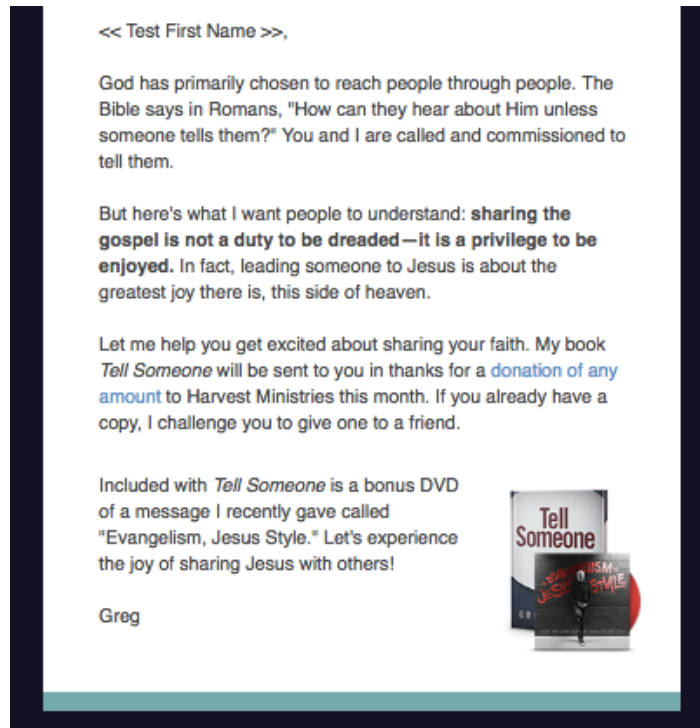 << Test First Name >>,
God has primarily chosen to reach people through people. The
Bible says in Romans, "How can they hear about Him unless
someone tells them?" You and I are called and commissioned to
tell them.
But here's what I want people to understand: sharing the
gospel is not a duty to be dreaded—it is a privilege to be
enjoyed. In fact, leading someone to Jesus is about the
greatest joy there is, this side of heaven.
Let me help you get excited about sharing your faith. My book
Tell Someone will be sent to you in thanks for a donation of any
amount to Harvest Ministries this month. If you already have a
copy, I challenge you to give one to a friend.
Included with Tell Someone is a bonus DVD
of a message I recently gave called
"Evangelism, Jesus Style." Let's experience
the joy of sharing Jesus with others!
Greg
Tell
Someone
EVANGELISM
JESUS STYLE